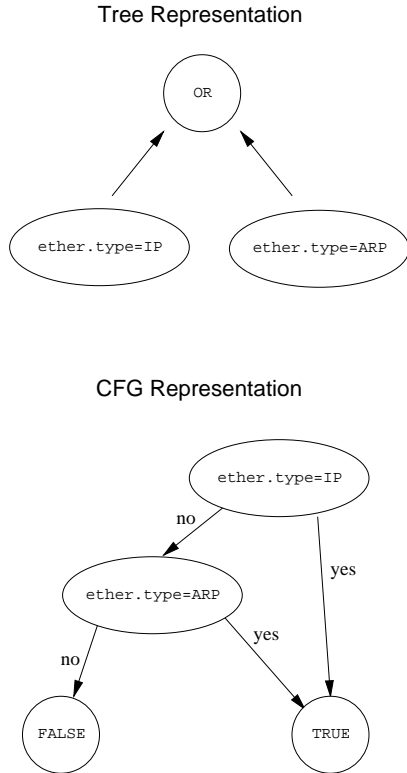 Tree Representation
OR
ether.type=IP
ether.type=ARP
CFG Representation
ether.type=IP
no
yes
ether.type=ARP
yes
no
FALSE
TRUE